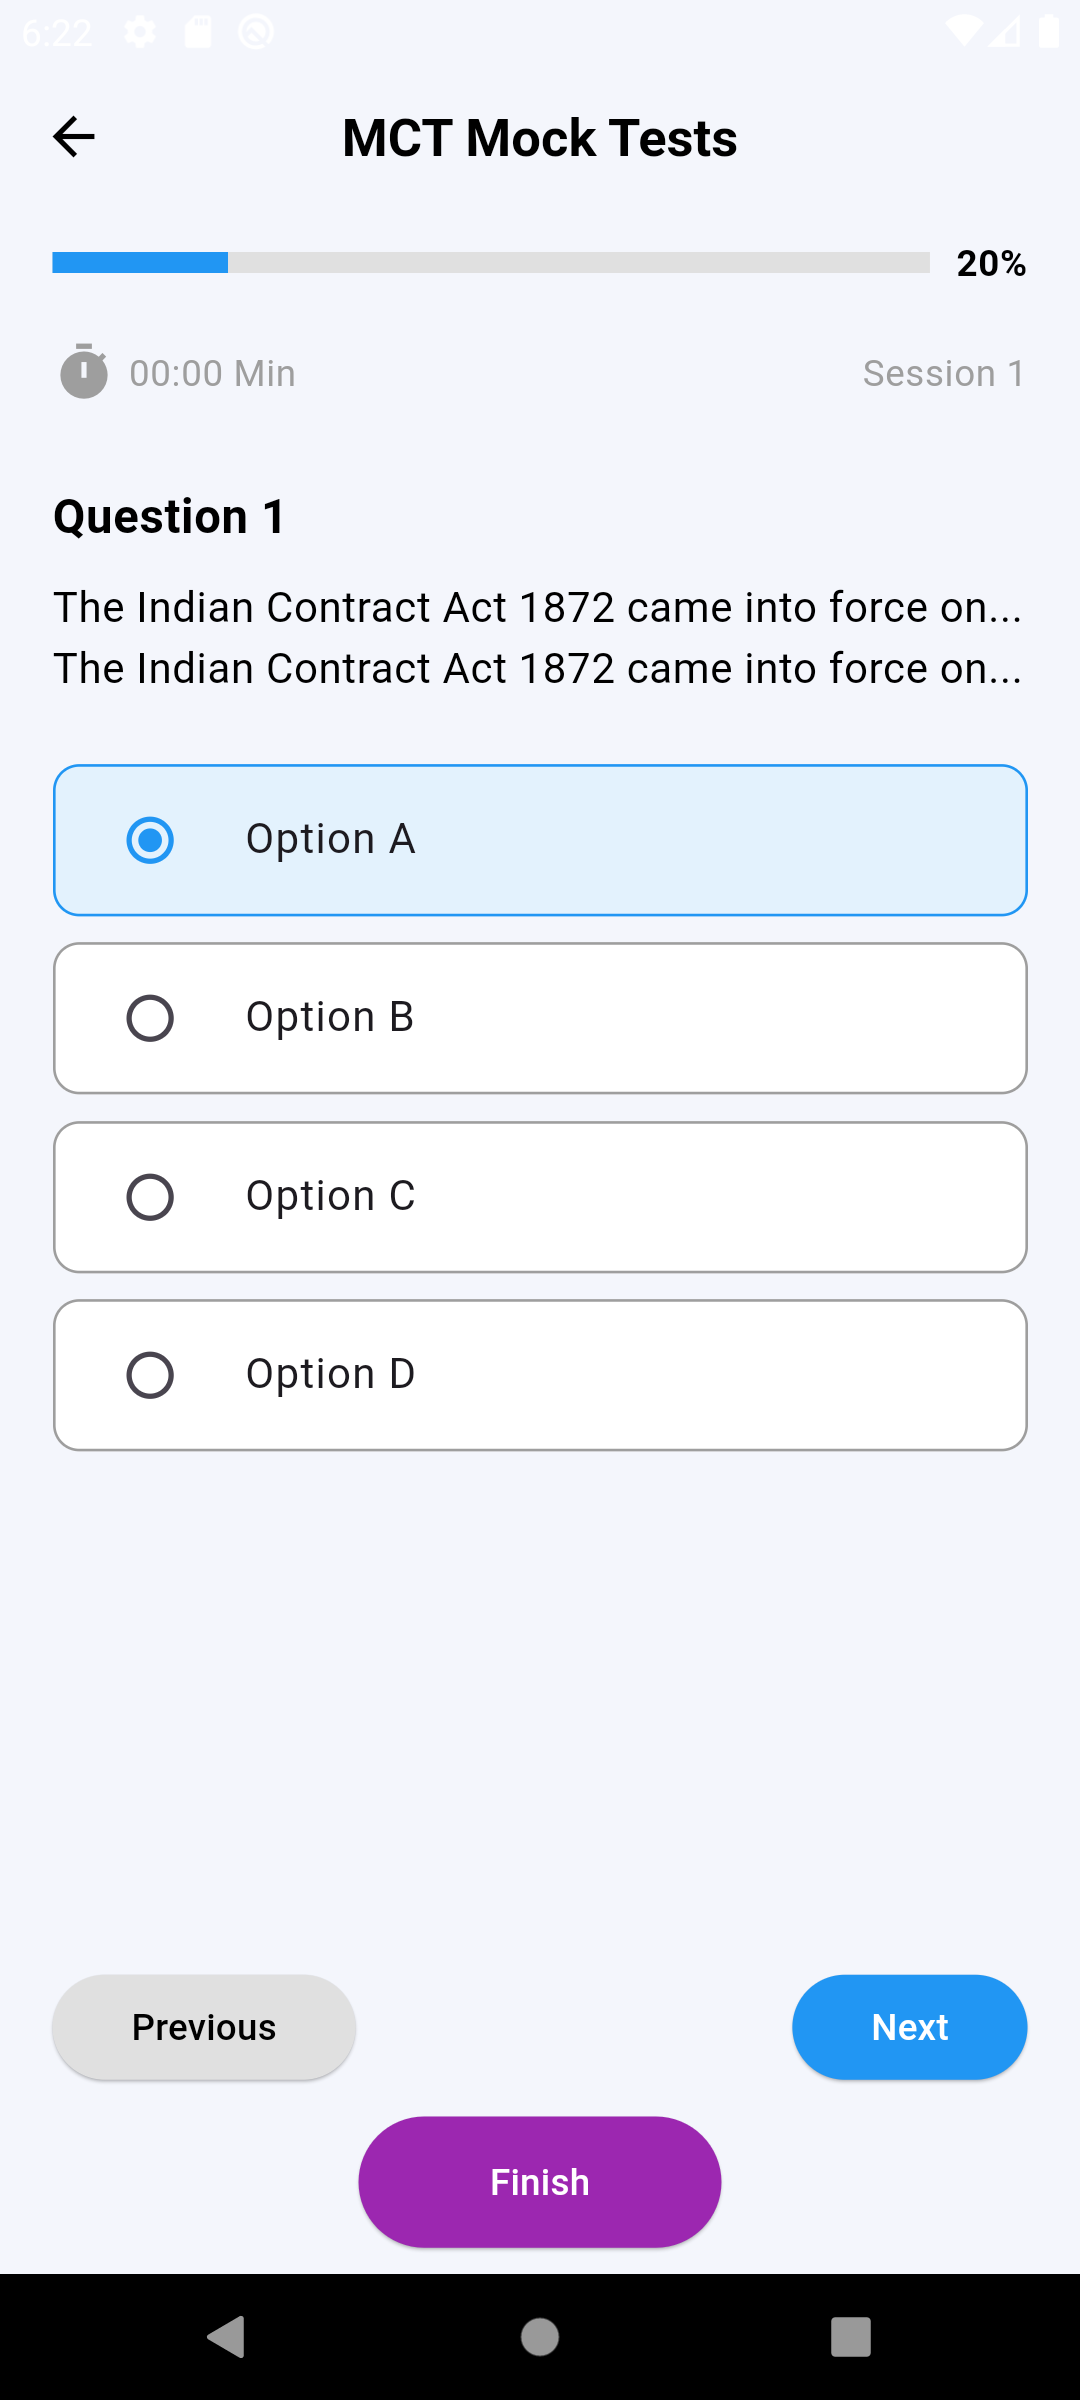 6:22
MCT Mock Tests
20%
00:00 Min
Session 1
Question 1
The Indian Contract Act 1872 came into force on...
The Indian Contract Act 1872 came into force on...
Option A
Option B
Option C
Option D
Previous
Next
Finish